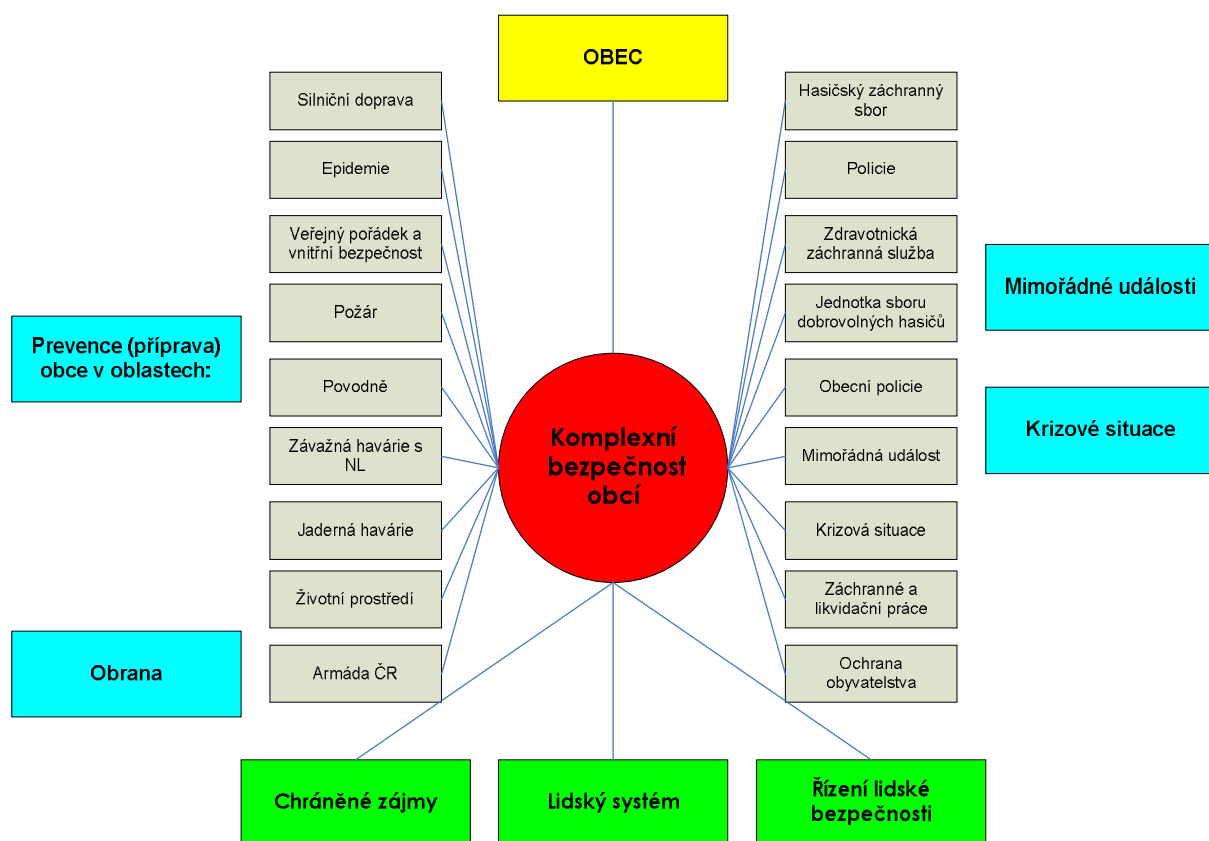 OBEC
Silniční doprava
Epidemie
Veřejný pořádek a
vnitřní bezpečnost
Požár
Povodně
Závažná havárie s
NL
Jaderná havárie
Životní prostředí
Armáda ČR
Prevence (příprava)
obce v oblastech:
Obrana
Komplexní
bezpečnost
obcí
Hasičský záchranný
sbor
Policie
Zdravotnická
záchranná služba
Jednotka sboru
dobrovolných hasičů
Obecní policie
Mimořádná událost
Krizová situace
Záchranné a
likvidační práce
Ochrana
obyvatelstva
Mimořádné události
Krizové situace
Chráněné zájmy
Lidský systém
Řízení lidské
bezpečnosti